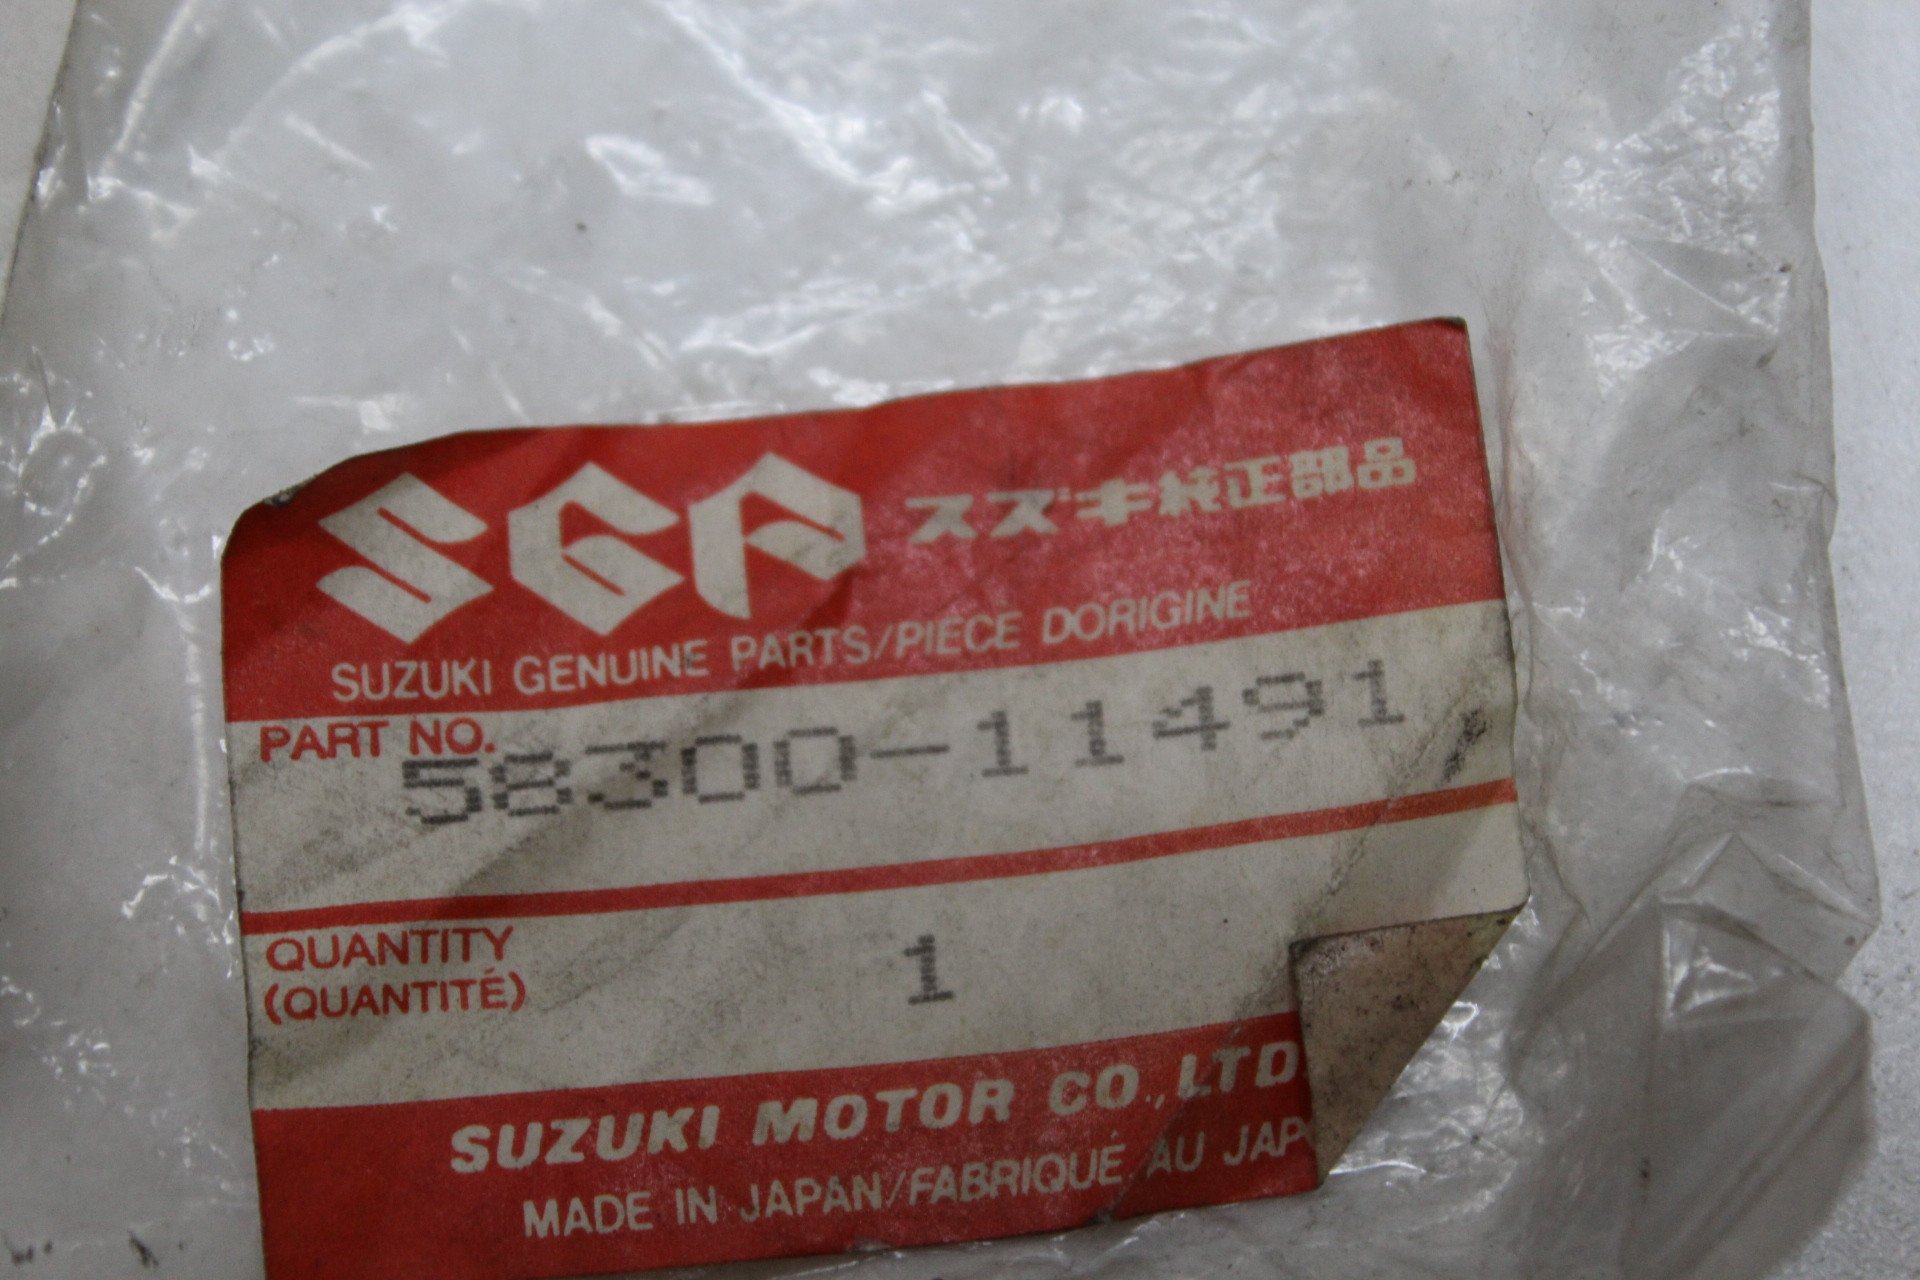 SGP スズキ純正部品
SUZUKI GENUINE PARTS/PIÈCE DORIGINE
PART NO. 58300-11491
QUANTITY
(QUANTITÉ) 1
SUZUKI MOTOR CO.,LTD
MADE IN JAPAN/FABRIQUÉ AU JAP